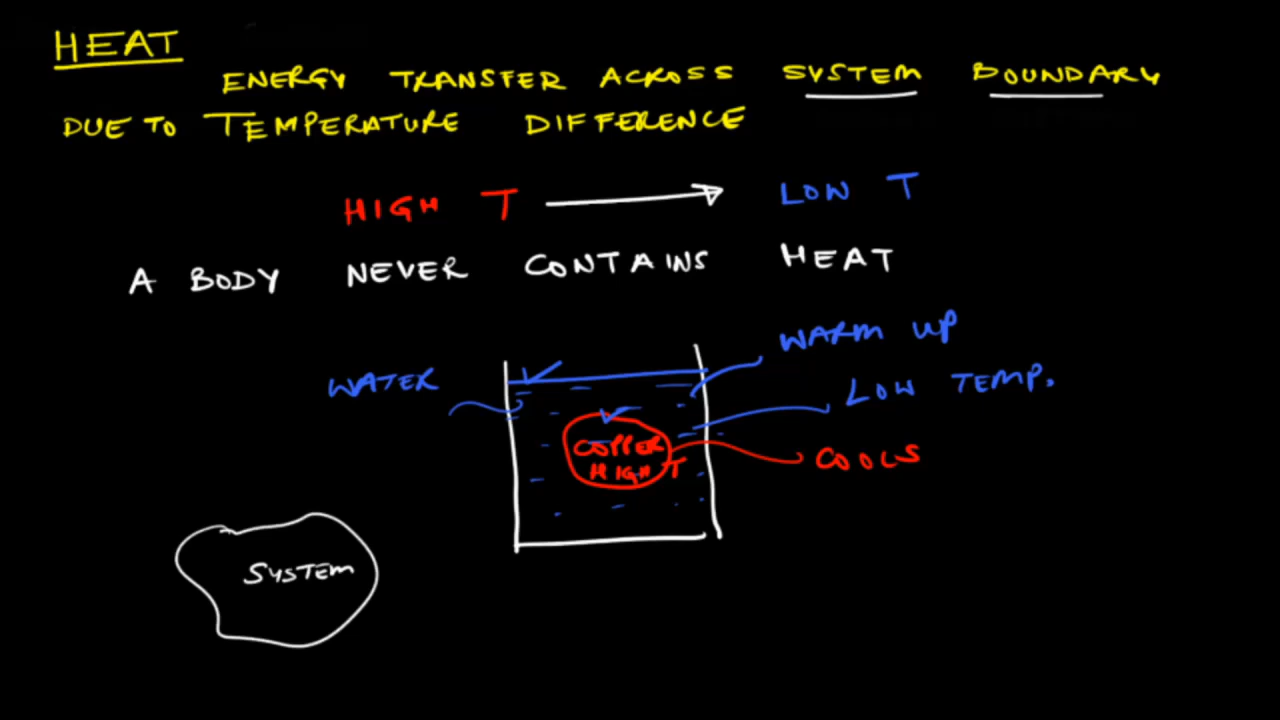 HEAT
ENERGY TRANSFER ACROSS SYSTEM BOUNDARY
DUE TO TEMPERATURE DIFFERENCE
HIGH T LOW T
A BODY NEVER CONTAINS HEAT
WARM UP
WATER
LOW TEMP.
COPPER
HIGH T
COOLS
SYSTEM